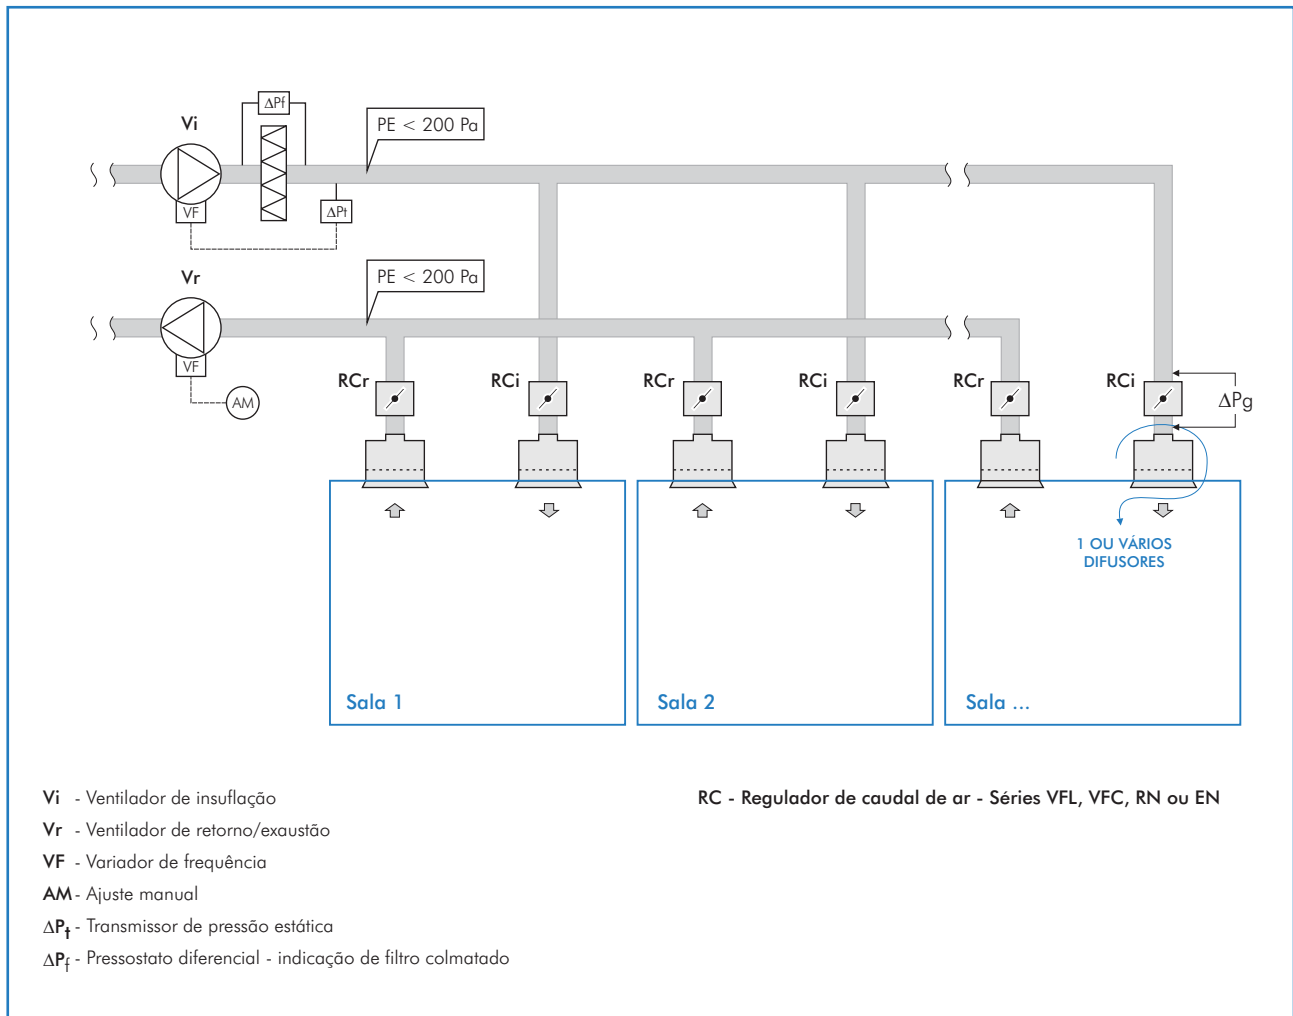 ΔPf
Vi
PE < 200 Pa
VF
ΔPt
Vr
PE < 200 Pa
VF
AM
RCr
RCi
RCr
RCi
RCr
RCi
ΔPg
1 OU VÁRIOS
DIFUSORES
Sala 1
Sala 2
Sala ...
Vi - Ventilador de insuflação
Vr - Ventilador de retorno/exaustão
VF - Variador de frequência
AM - Ajuste manual
ΔPt - Transmissor de pressão estática
ΔPf - Pressostato diferencial - indicação de filtro colmatado
RC - Regulador de caudal de ar - Séries VFL, VFC, RN ou EN